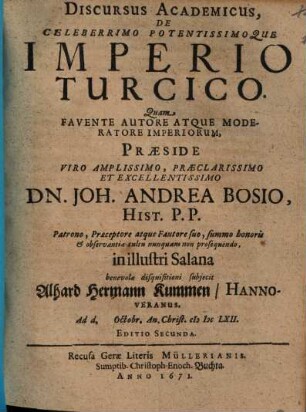 Discursus Academicus,
DE
CELEBERRIMO POTENTISSIMOQUE
IMPERIO
TURCICO.
Quam
FAVENTE AUTORE ATQUE MODE-
RATORE IMPERIORUM,
PRÆSIDE
VIRO AMPLISSIMO, PRÆCLARISSIMO
ET EXCELLENTISSIMO
DN. JOH. ANDREA BOSIO,
HIST. P. P.
Patrono, Præceptore atque Fautore suo, summo honoris
& observantiæ cultu nunquam non prosequendo,
in illustri Salana
benevolæ disquisitioni subjicit
Alhard Hermann Kummen / HANNO-
VERANUS.
Ad d. Octobr. An. Christ. cIɔ Iɔc LXII.
EDITIO SECUNDA.
Recusa Geræ Literis MÜLLERIANIS.
Sumptib. Christoph-Enoch. Buchta.
ANNO 1671.